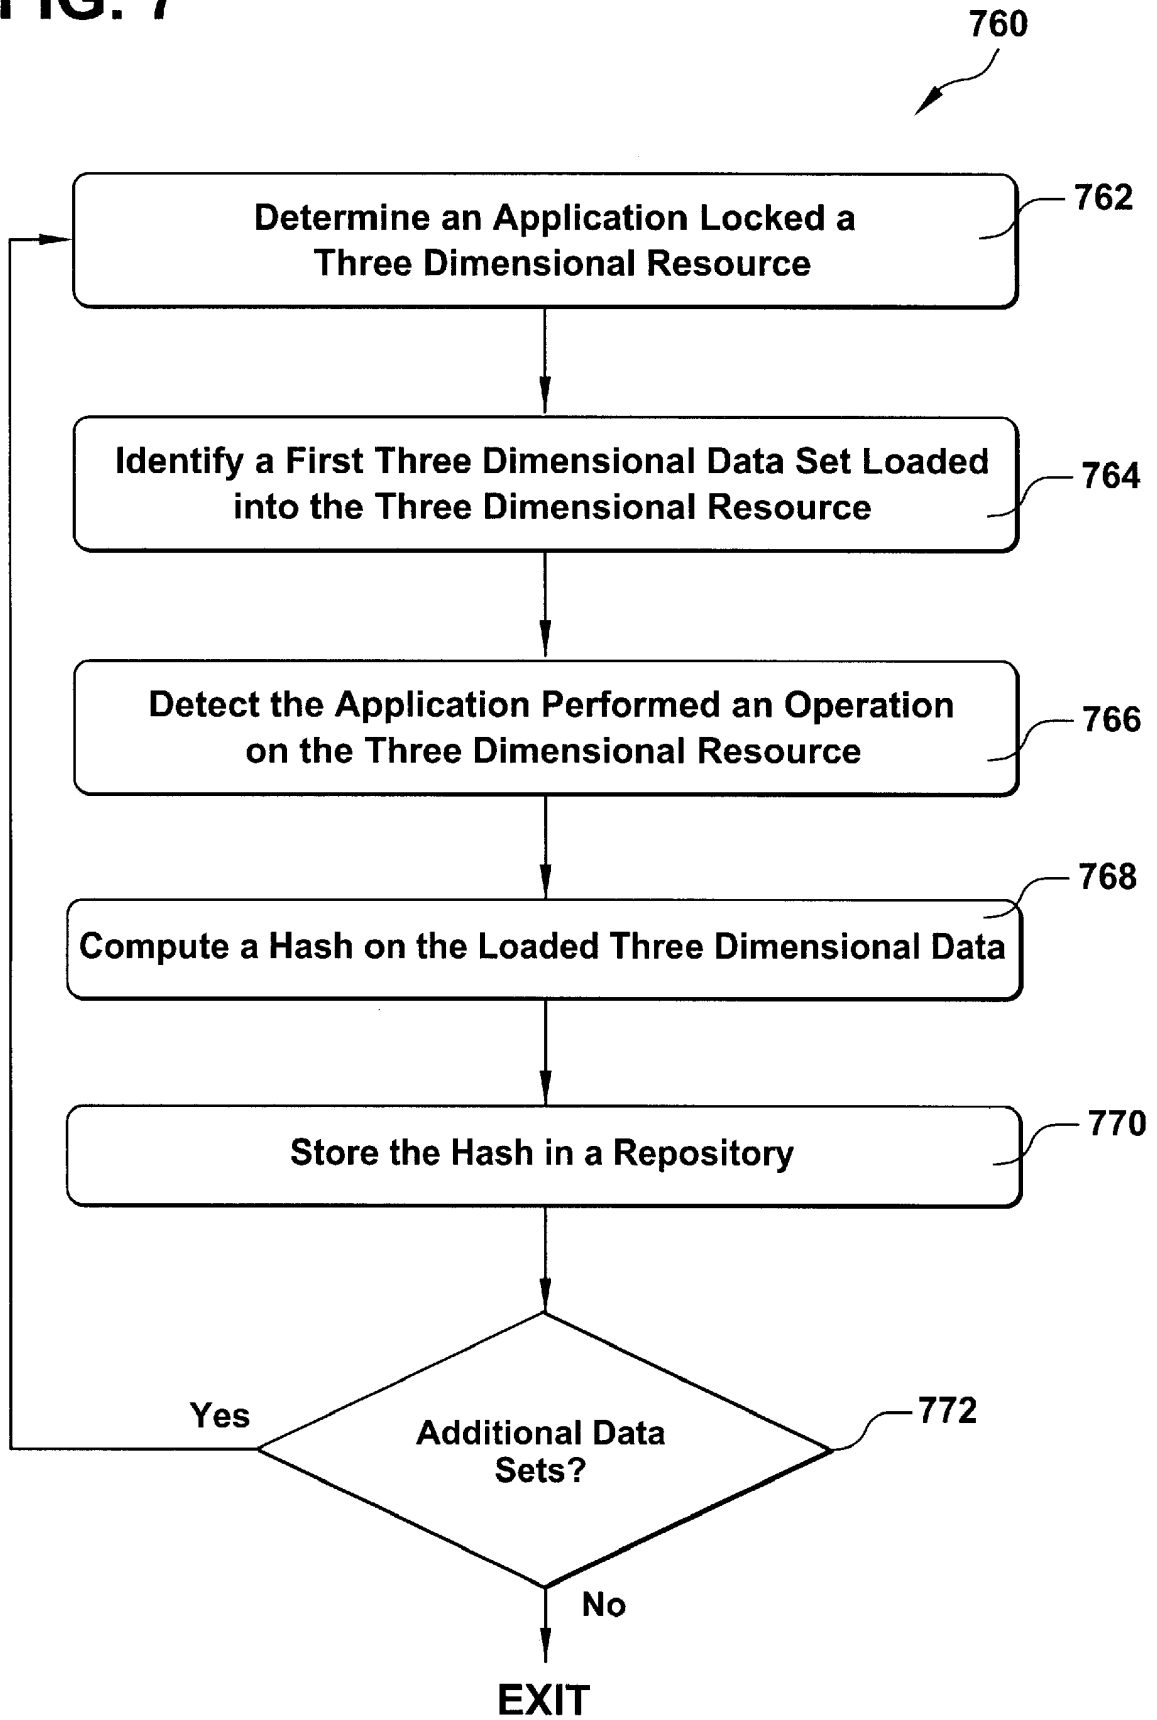 FIG. 7
760
Determine an Application Locked a
Three Dimensional Resource
762
Identify a First Three Dimensional Data Set Loaded
into the Three Dimensional Resource
764
Detect the Application Performed an Operation
on the Three Dimensional Resource
766
Compute a Hash on the Loaded Three Dimensional Data
768
Store the Hash in a Repository
770
Additional Data
Sets?
772
Yes
No
EXIT